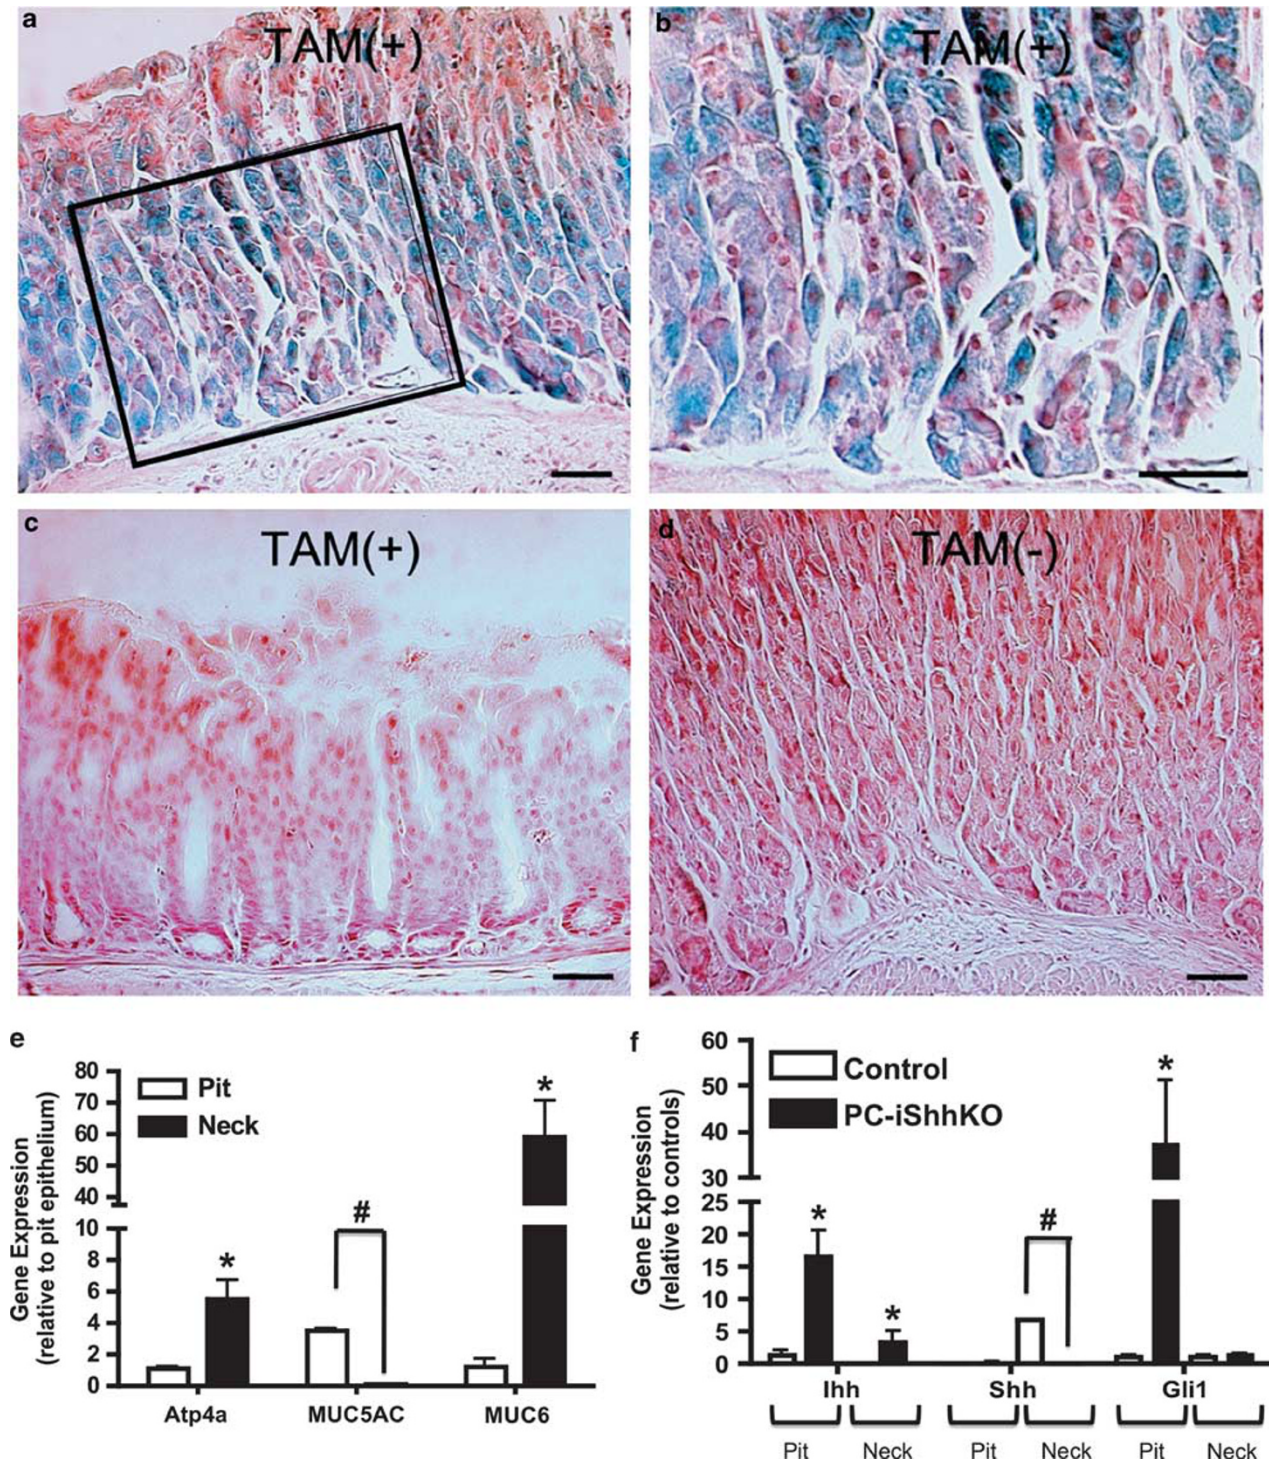 a
TAM(+)
b
TAM(+)
c
TAM(+)
d
TAM(-)
e
Gene Expression
(relative to pit epithelium)
80
70
60
50
40
10
8
6
4
2
0
Pit
Neck
*
#
*
Atp4a
MUC5AC
MUC6
f
Gene Expression
(relative to controls)
60
50
40
30
25
20
15
10
5
0
Control
PC-iShhKO
*
*
#
*
Ihh
Shh
Gli1
Pit
Neck
Pit
Neck
Pit
Neck